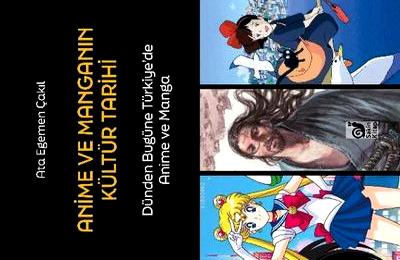 Ata Egemen Çakıl
ANİME VE MANGANIN
KÜLTÜR TARİHİ
Dünden Bugüne Türkiye'de
Anime ve Manga